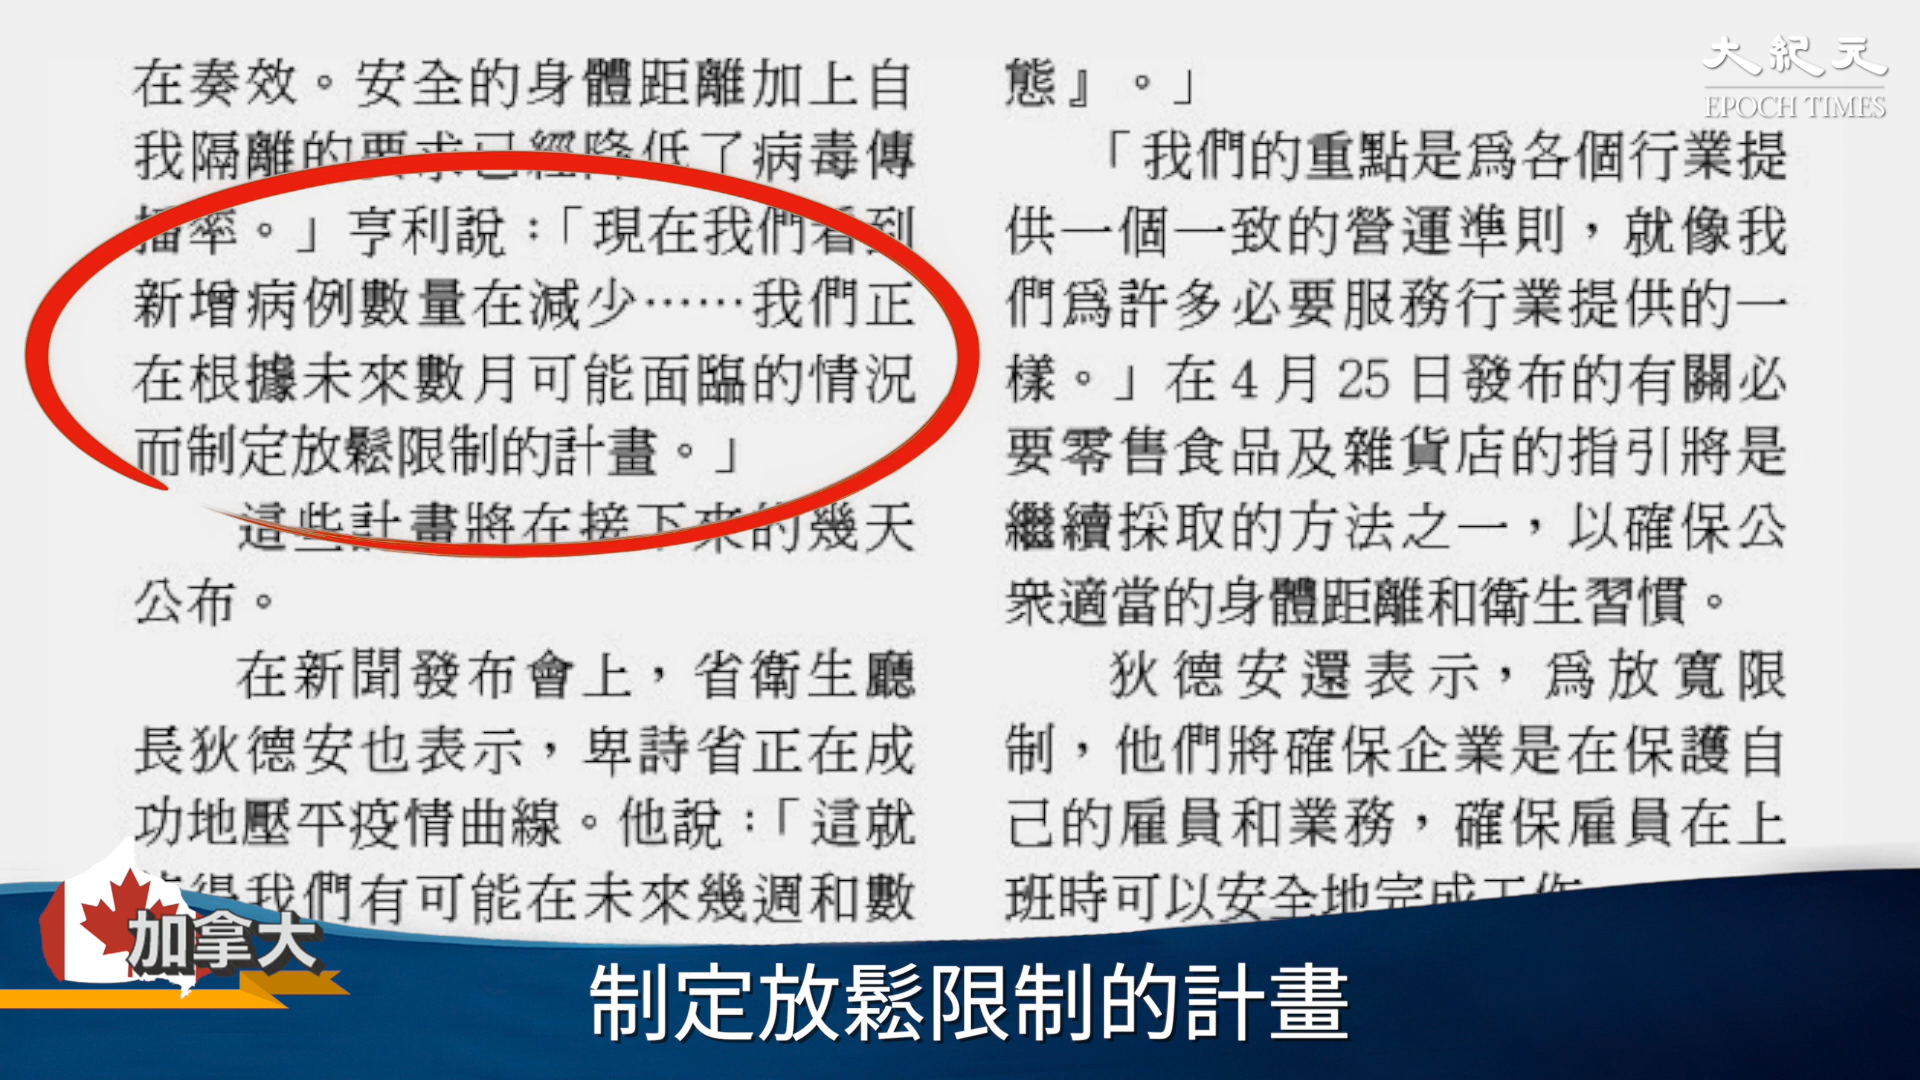 在奏效。安全的身體距離加上自
我隔離的要求已經降低了病毒傳
播率。」亨利說：「現在我們看到
新增病例數量在減少……我們正
在根據未來數月可能面臨的情況
而制定放鬆限制的計畫。」
這些計畫將在接下來的幾天
公布。
在新聞發布會上，省衛生廳
長狄德安也表示，卑詩省正在成
功地壓平疫情曲線。他說：「這就
得我們有可能在未來幾週和數
態』。」
「我們的重點是爲各個行業提
供一個一致的營運準則，就像我
們爲許多必要服務行業提供的一
樣。」在4月25日發布的有關必
要零售食品及雜貨店的指引將是
繼續採取的方法之一，以確保公
衆適當的身體距離和衛生習慣。
狄德安還表示，爲放寬限
制，他們將確保企業是在保護自
己的雇員和業務，確保雇員在上
班時可以安全地完成工作
大紀元
EPOCH TIMES
加拿大
制定放鬆限制的計畫